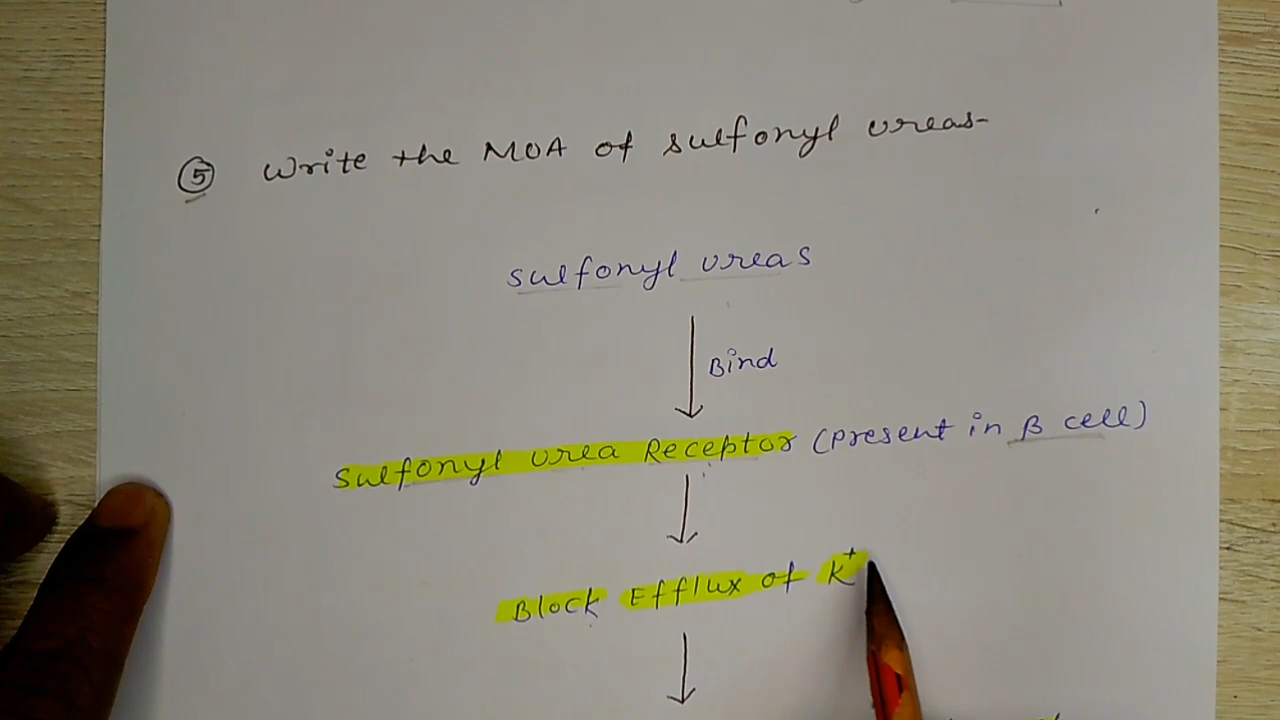 ⑤ Write the MOA of sulfonyl ureas-
sulfonyl ureas
Bind
sulfonyl urea Receptor (present in β cell)
Block Efflux of K⁺